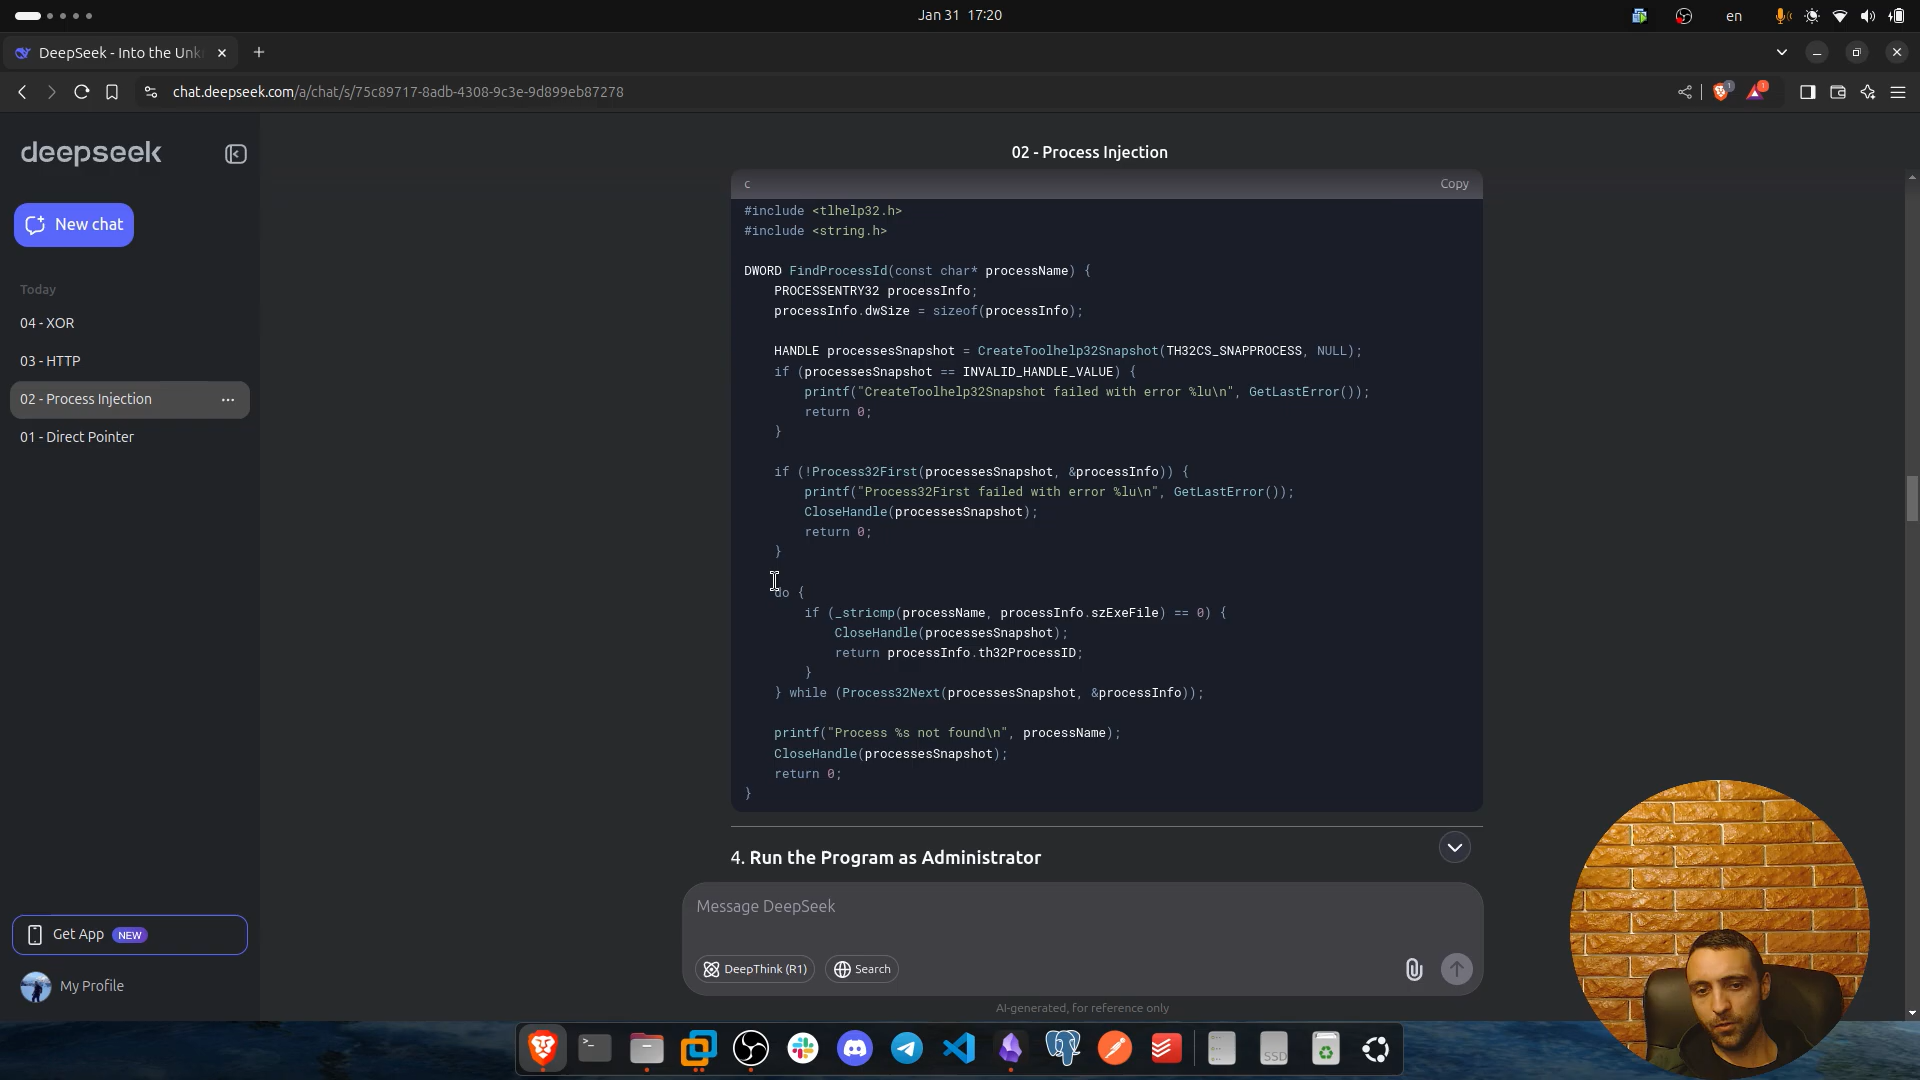 Jan 31 17:20
en
DeepSeek - Into the Unk
chat.deepseek.com/a/chat/s/75c89717-8adb-4308-9c3e-9d899eb87278
1
1
deepseek
New chat
Today
04 - XOR
03 - HTTP
02 - Process Injection
01 - Direct Pointer
Get App NEW
My Profile
02 - Process Injection
c
Copy
#include <tlhelp32.h>
#include <string.h>
DWORD FindProcessId(const char* processName) {
PROCESSENTRY32 processInfo;
processInfo.dwSize = sizeof(processInfo);
HANDLE processesSnapshot = CreateToolhelp32Snapshot(TH32CS_SNAPPROCESS, NULL);
if (processesSnapshot == INVALID_HANDLE_VALUE) {
printf("CreateToolhelp32Snapshot failed with error %lu\n", GetLastError());
return 0;
}
if (!Process32First(processesSnapshot, &processInfo)) {
printf("Process32First failed with error %lu\n", GetLastError());
CloseHandle(processesSnapshot);
return 0;
}
do {
if (_stricmp(processName, processInfo.szExeFile) == 0) {
CloseHandle(processesSnapshot);
return processInfo.th32ProcessID;
}
} while (Process32Next(processesSnapshot, &processInfo));
printf("Process %s not found\n", processName);
CloseHandle(processesSnapshot);
return 0;
}
4. Run the Program as Administrator
Message DeepSeek
DeepThink (R1)
Search
AI-generated, for reference only
SSD